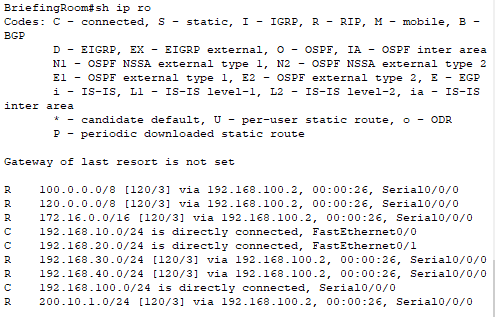 BriefingRoom#sh ip ro
Codes: C - connected, S - static, I - IGRP, R - RIP, M - mobile, B -
BGP
D - EIGRP, EX - EIGRP external, O - OSPF, IA - OSPF inter area
N1 - OSPF NSSA external type 1, N2 - OSPF NSSA external type 2
E1 - OSPF external type 1, E2 - OSPF external type 2, E - EGP
i - IS-IS, L1 - IS-IS level-1, L2 - IS-IS level-2, ia - IS-IS
inter area
* - candidate default, U - per-user static route, o - ODR
P - periodic downloaded static route
Gateway of last resort is not set
R 100.0.0.0/8 [120/3] via 192.168.100.2, 00:00:26, Serial0/0/0
R 120.0.0.0/8 [120/3] via 192.168.100.2, 00:00:26, Serial0/0/0
R 172.16.0.0/16 [120/3] via 192.168.100.2, 00:00:26, Serial0/0/0
C 192.168.10.0/24 is directly connected, FastEthernet0/0
C 192.168.20.0/24 is directly connected, FastEthernet0/1
R 192.168.30.0/24 [120/3] via 192.168.100.2, 00:00:26, Serial0/0/0
R 192.168.40.0/24 [120/3] via 192.168.100.2, 00:00:26, Serial0/0/0
C 192.168.100.0/24 is directly connected, Serial0/0/0
R 200.10.1.0/24 [120/3] via 192.168.100.2, 00:00:26, Serial0/0/0